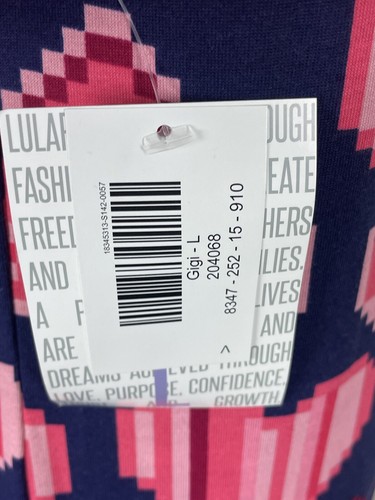 LULAR OUGH
FASHI EATE
FREEI HERS
AND LIES.
A F LIVES
ARE AND
DREAMS ACHIEVED THROUGH
LOVE, PURPOSE, CONFIDENCE,
GROWTH
18345313-S142-0057
Gigi - L
204068
8347 - 252 - 15 - 910
>